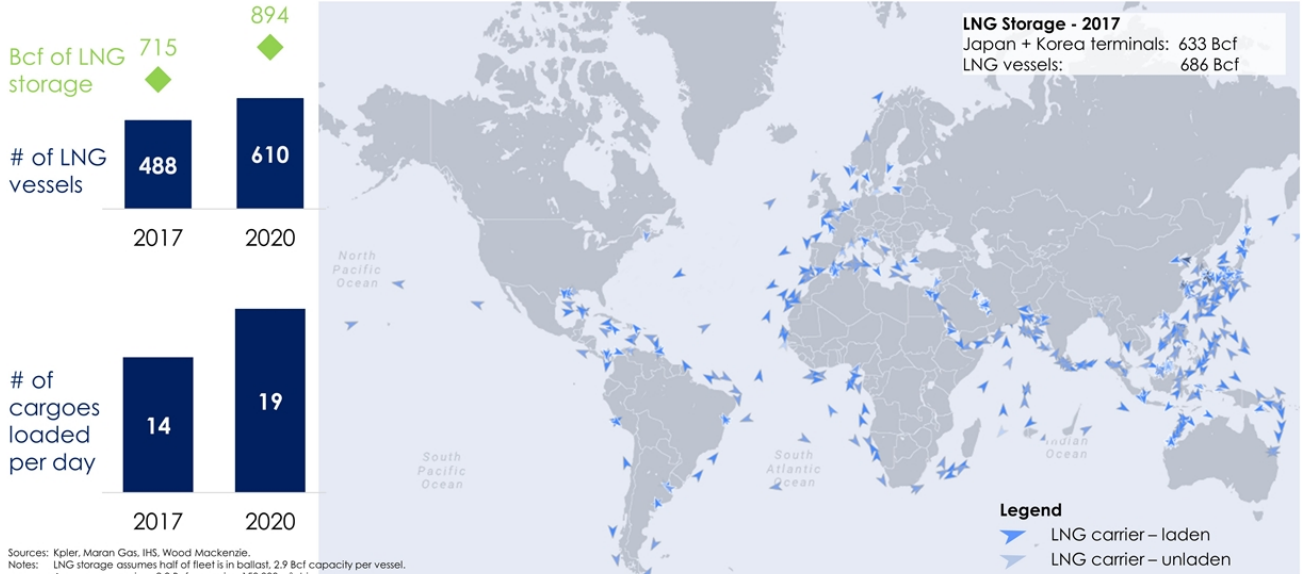 894
715
Bcf of LNG
storage
# of LNG
vessels
488
610
2017
2020
# of
cargoes
loaded
per day
14
19
2017
2020
Sources: Kpler, Maran Gas, IHS, Wood Mackenzie.
Notes: LNG storage assumes half of fleet is in ballast, 2.9 Bcf capacity per vessel.
LNG Storage - 2017
Japan + Korea terminals: 633 Bcf
LNG vessels: 686 Bcf
North
Pacific
Ocean
South
Pacific
Ocean
South
Atlantic
Ocean
Indian
Ocean
Legend
LNG carrier – laden
LNG carrier – unladen